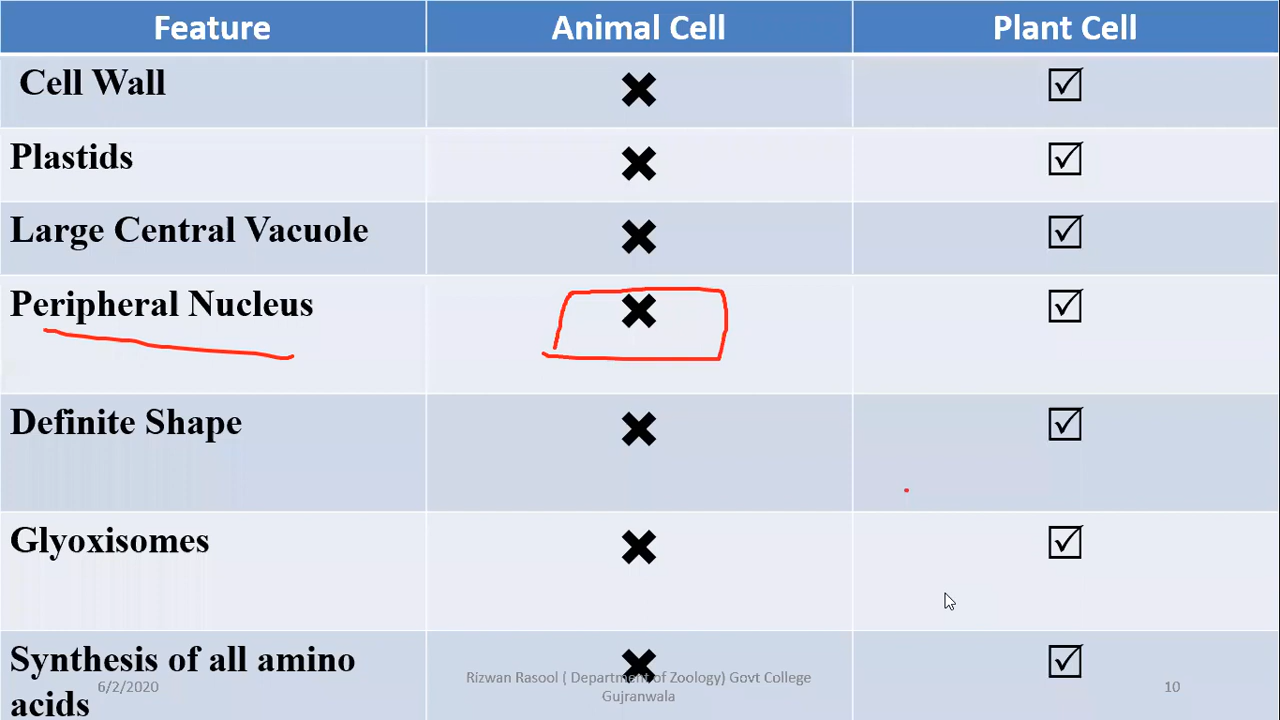 Feature Animal Cell Plant Cell
Cell Wall ✖ ☑
Plastids ✖ ☑
Large Central Vacuole ✖ ☑
Peripheral Nucleus ✖ ☑
Definite Shape ✖ ☑
Glyoxisomes ✖ ☑
Synthesis of all amino ✖ ☑
acids
6/2/2020
Rizwan Rasool ( Department of Zoology) Govt College
Gujranwala
10